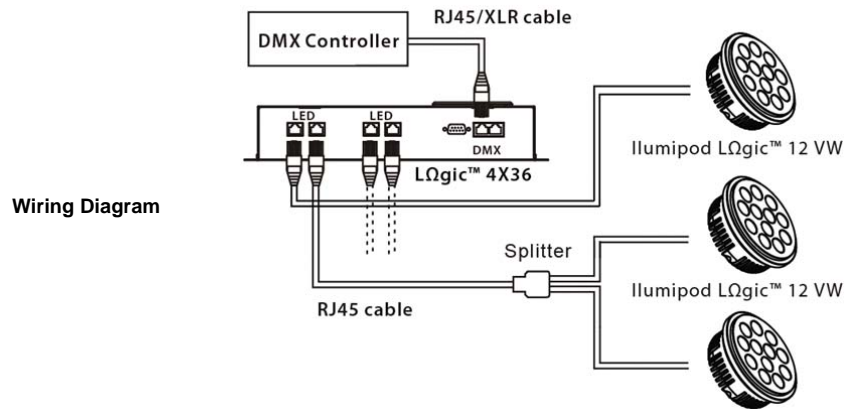 RJ45/XLR cable
DMX Controller
LED
LED
DMX
LΩgic™ 4X36
Ilumipod LΩgic™ 12 VW
Wiring Diagram
Splitter
Ilumipod LΩgic™ 12 VW
RJ45 cable